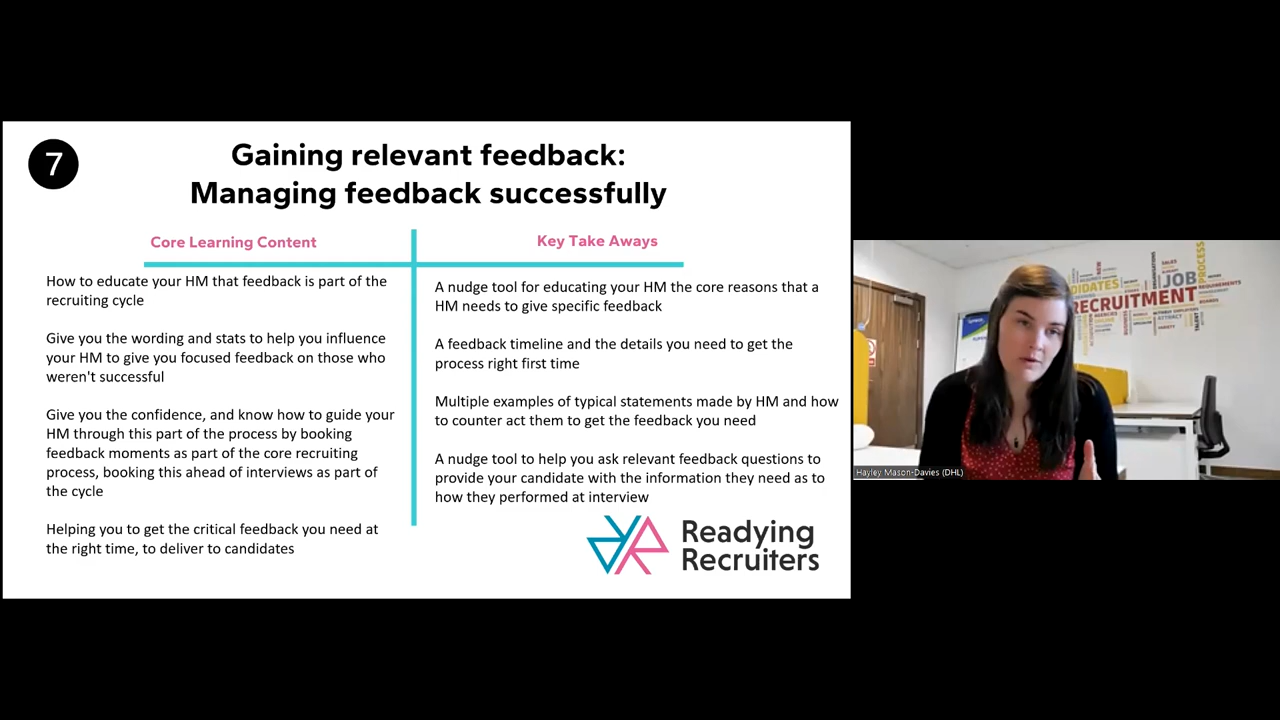 7
Gaining relevant feedback:
Managing feedback successfully
Core Learning Content
How to educate your HM that feedback is part of the
recruiting cycle
Give you the wording and stats to help you influence
your HM to give you focused feedback on those who
weren't successful
Give you the confidence, and know how to guide your
HM through this part of the process by booking
feedback moments as part of the core recruiting
process, booking this ahead of interviews as part of
the cycle
Helping you to get the critical feedback you need at
the right time, to deliver to candidates
Key Take Aways
A nudge tool for educating your HM the core reasons that a
HM needs to give specific feedback
A feedback timeline and the details you need to get the
process right first time
Multiple examples of typical statements made by HM and how
to counter act them to get the feedback you need
A nudge tool to help you ask relevant feedback questions to
provide your candidate with the information they need as to
how they performed at interview
Readying
Recruiters
JOB
RECRUITMENT
PROCESS
REQUIREMENTS
ATTRACT
SALES
Hayley Mason-Davies (DHL)